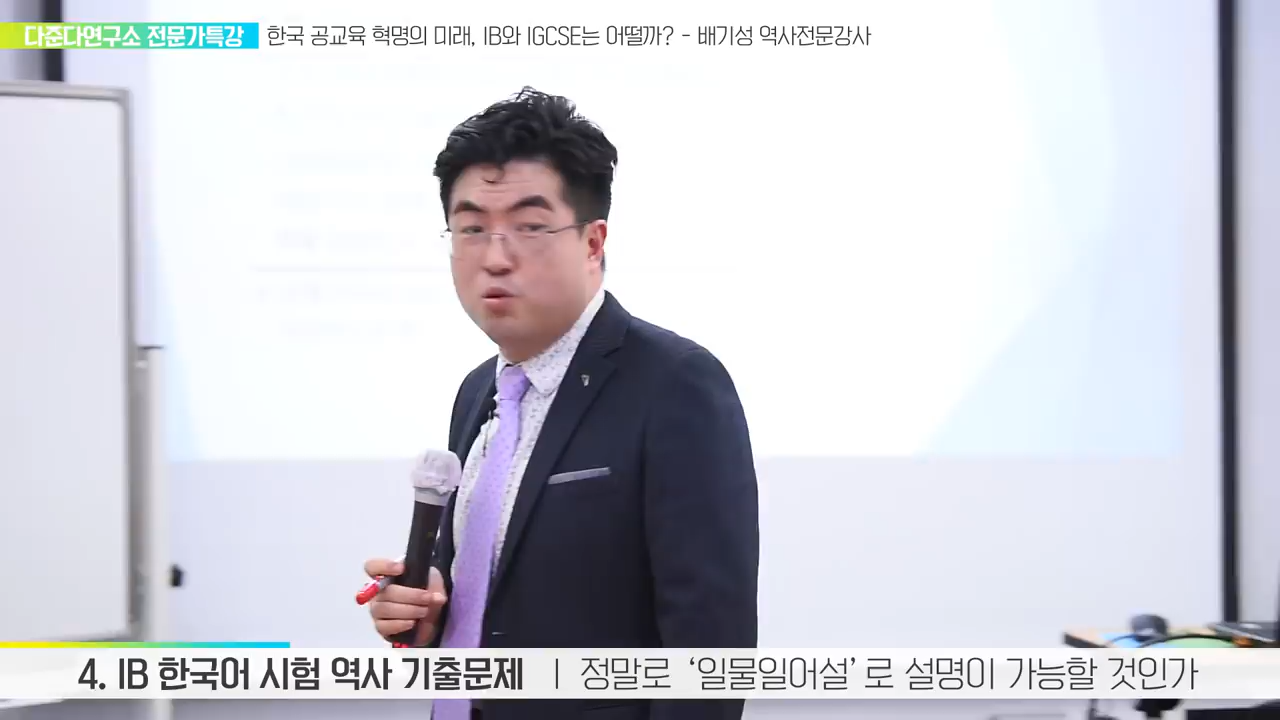 다준다연구소 전문가특강 한국 공교육 혁명의 미래, IB와 IGCSE는 어떨까? - 배기성 역사전문강사
4. IB 한국어 시험 역사 기출문제 | 정말로 '일물일어설'로 설명이 가능할 것인가